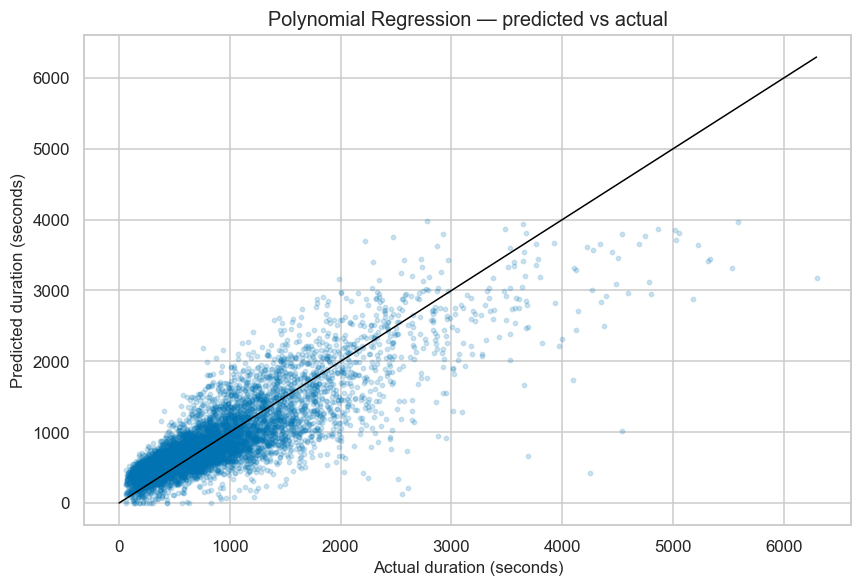 Polynomial Regression — predicted vs actual
Predicted duration (seconds)
6000
5000
4000
3000
2000
1000
0
0 1000 2000 3000 4000 5000 6000
Actual duration (seconds)